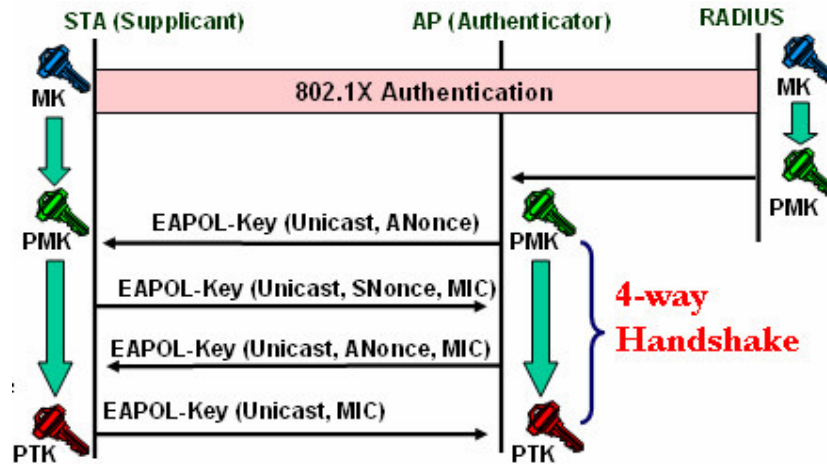 STA (Supplicant) AP (Authenticator) RADIUS
MK 802.1X Authentication MK
PMK
PMK EAPOL-Key (Unicast, ANonce) PMK
EAPOL-Key (Unicast, SNonce, MIC)
4-way
Handshake
EAPOL-Key (Unicast, ANonce, MIC)
EAPOL-Key (Unicast, MIC)
PTK PTK